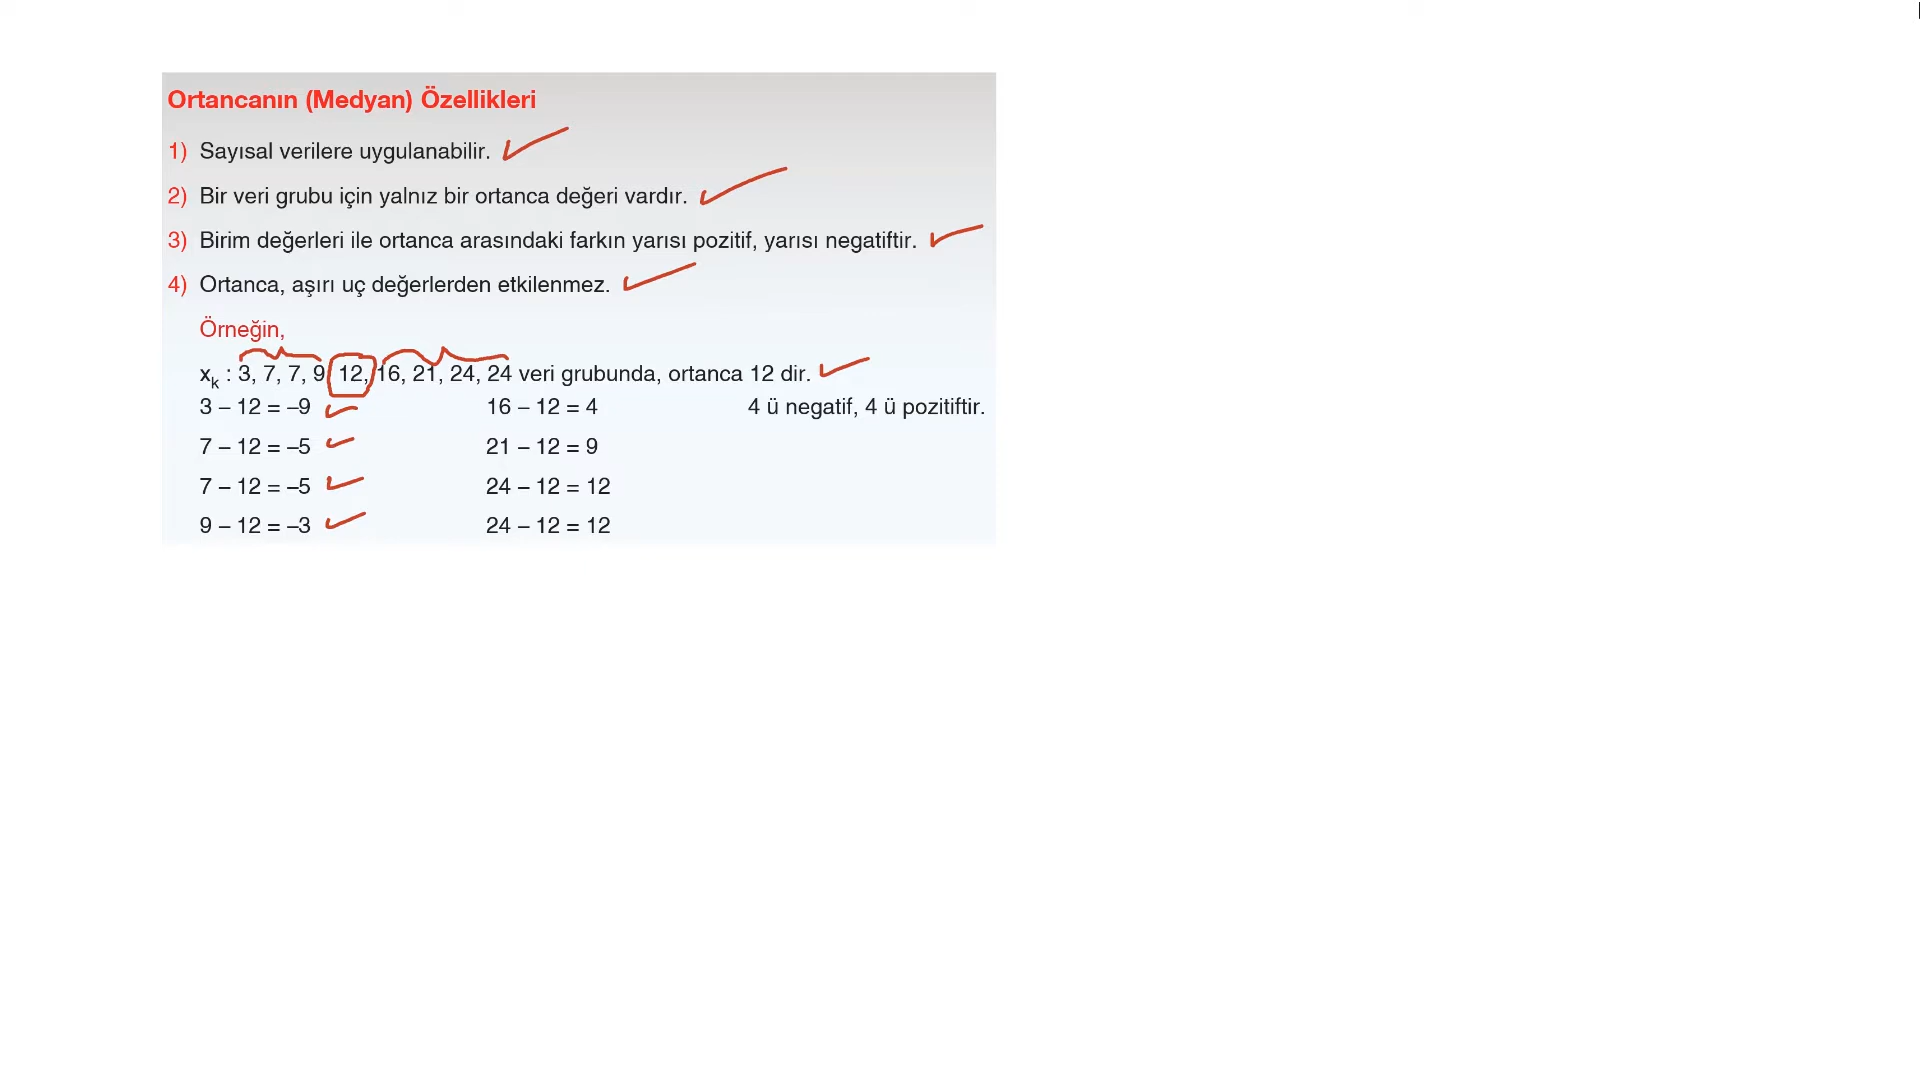 Ortancanın (Medyan) Özellikleri
1) Sayısal verilere uygulanabilir.
2) Bir veri grubu için yalnız bir ortanca değeri vardır.
3) Birim değerleri ile ortanca arasındaki farkın yarısı pozitif, yarısı negatiftir.
4) Ortanca, aşırı uç değerlerden etkilenmez.
Örneğin,
xk : 3, 7, 7, 9 12, 16, 21, 24, 24 veri grubunda, ortanca 12 dir.
3 – 12 = –9 16 – 12 = 4 4 ü negatif, 4 ü pozitiftir.
7 – 12 = –5 21 – 12 = 9
7 – 12 = –5 24 – 12 = 12
9 – 12 = –3 24 – 12 = 12